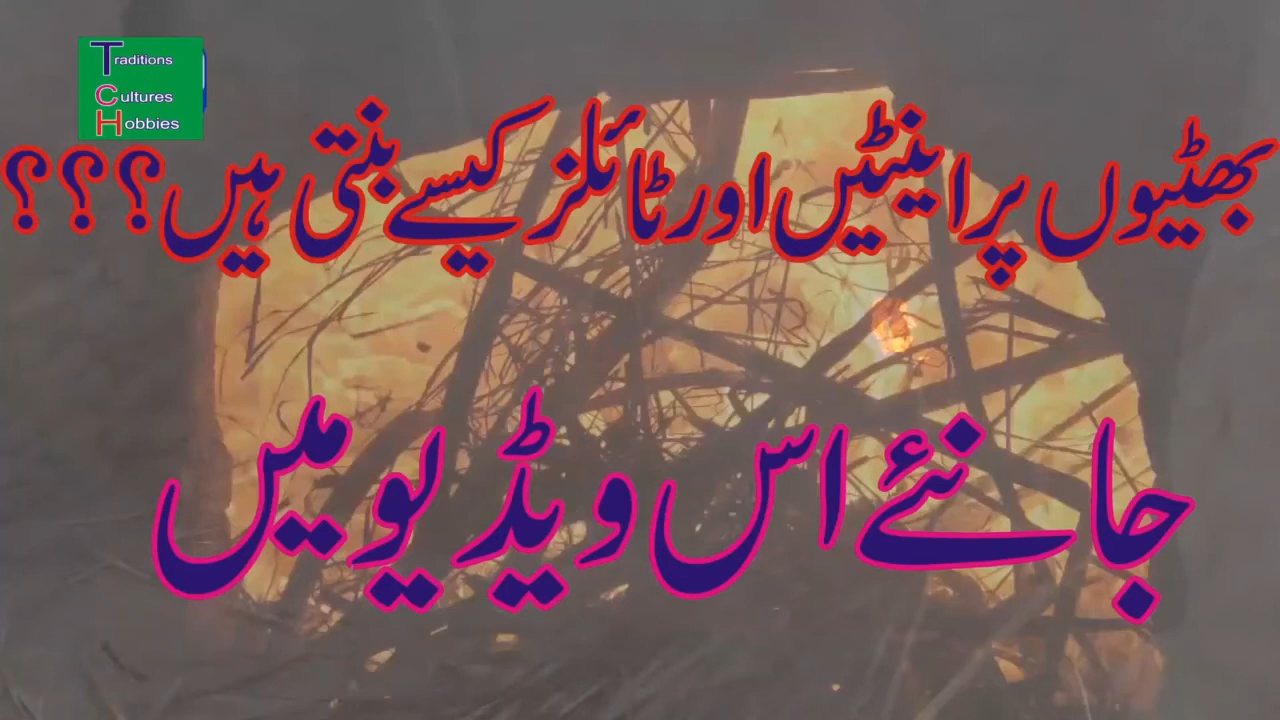 Traditions
Cultures
Hobbies
بھٹیوں پر اینٹیں اور ٹائلز کیسے بنتی ہیں؟؟؟
جانئے اس ویڈیو میں